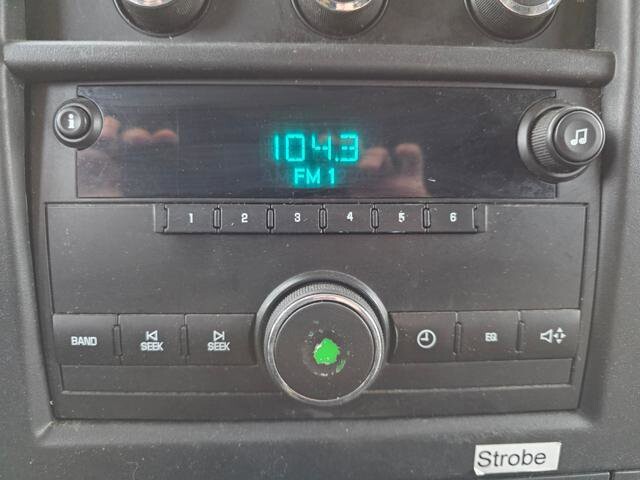 104.3
FM 1
i
1 2 3 4 5 6
BAND SEEK SEEK EQ
Strobe